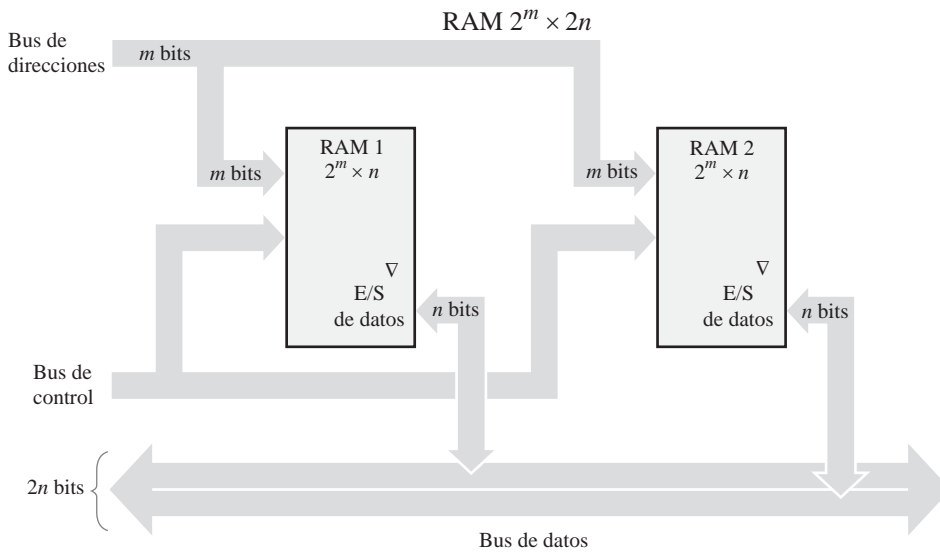 RAM 2^m × 2n
Bus de
direcciones
m bits
RAM 1
2^m × n
RAM 2
2^m × n
m bits
m bits
∇
E/S
de datos
n bits
∇
E/S
de datos
n bits
Bus de
control
2n bits
Bus de datos